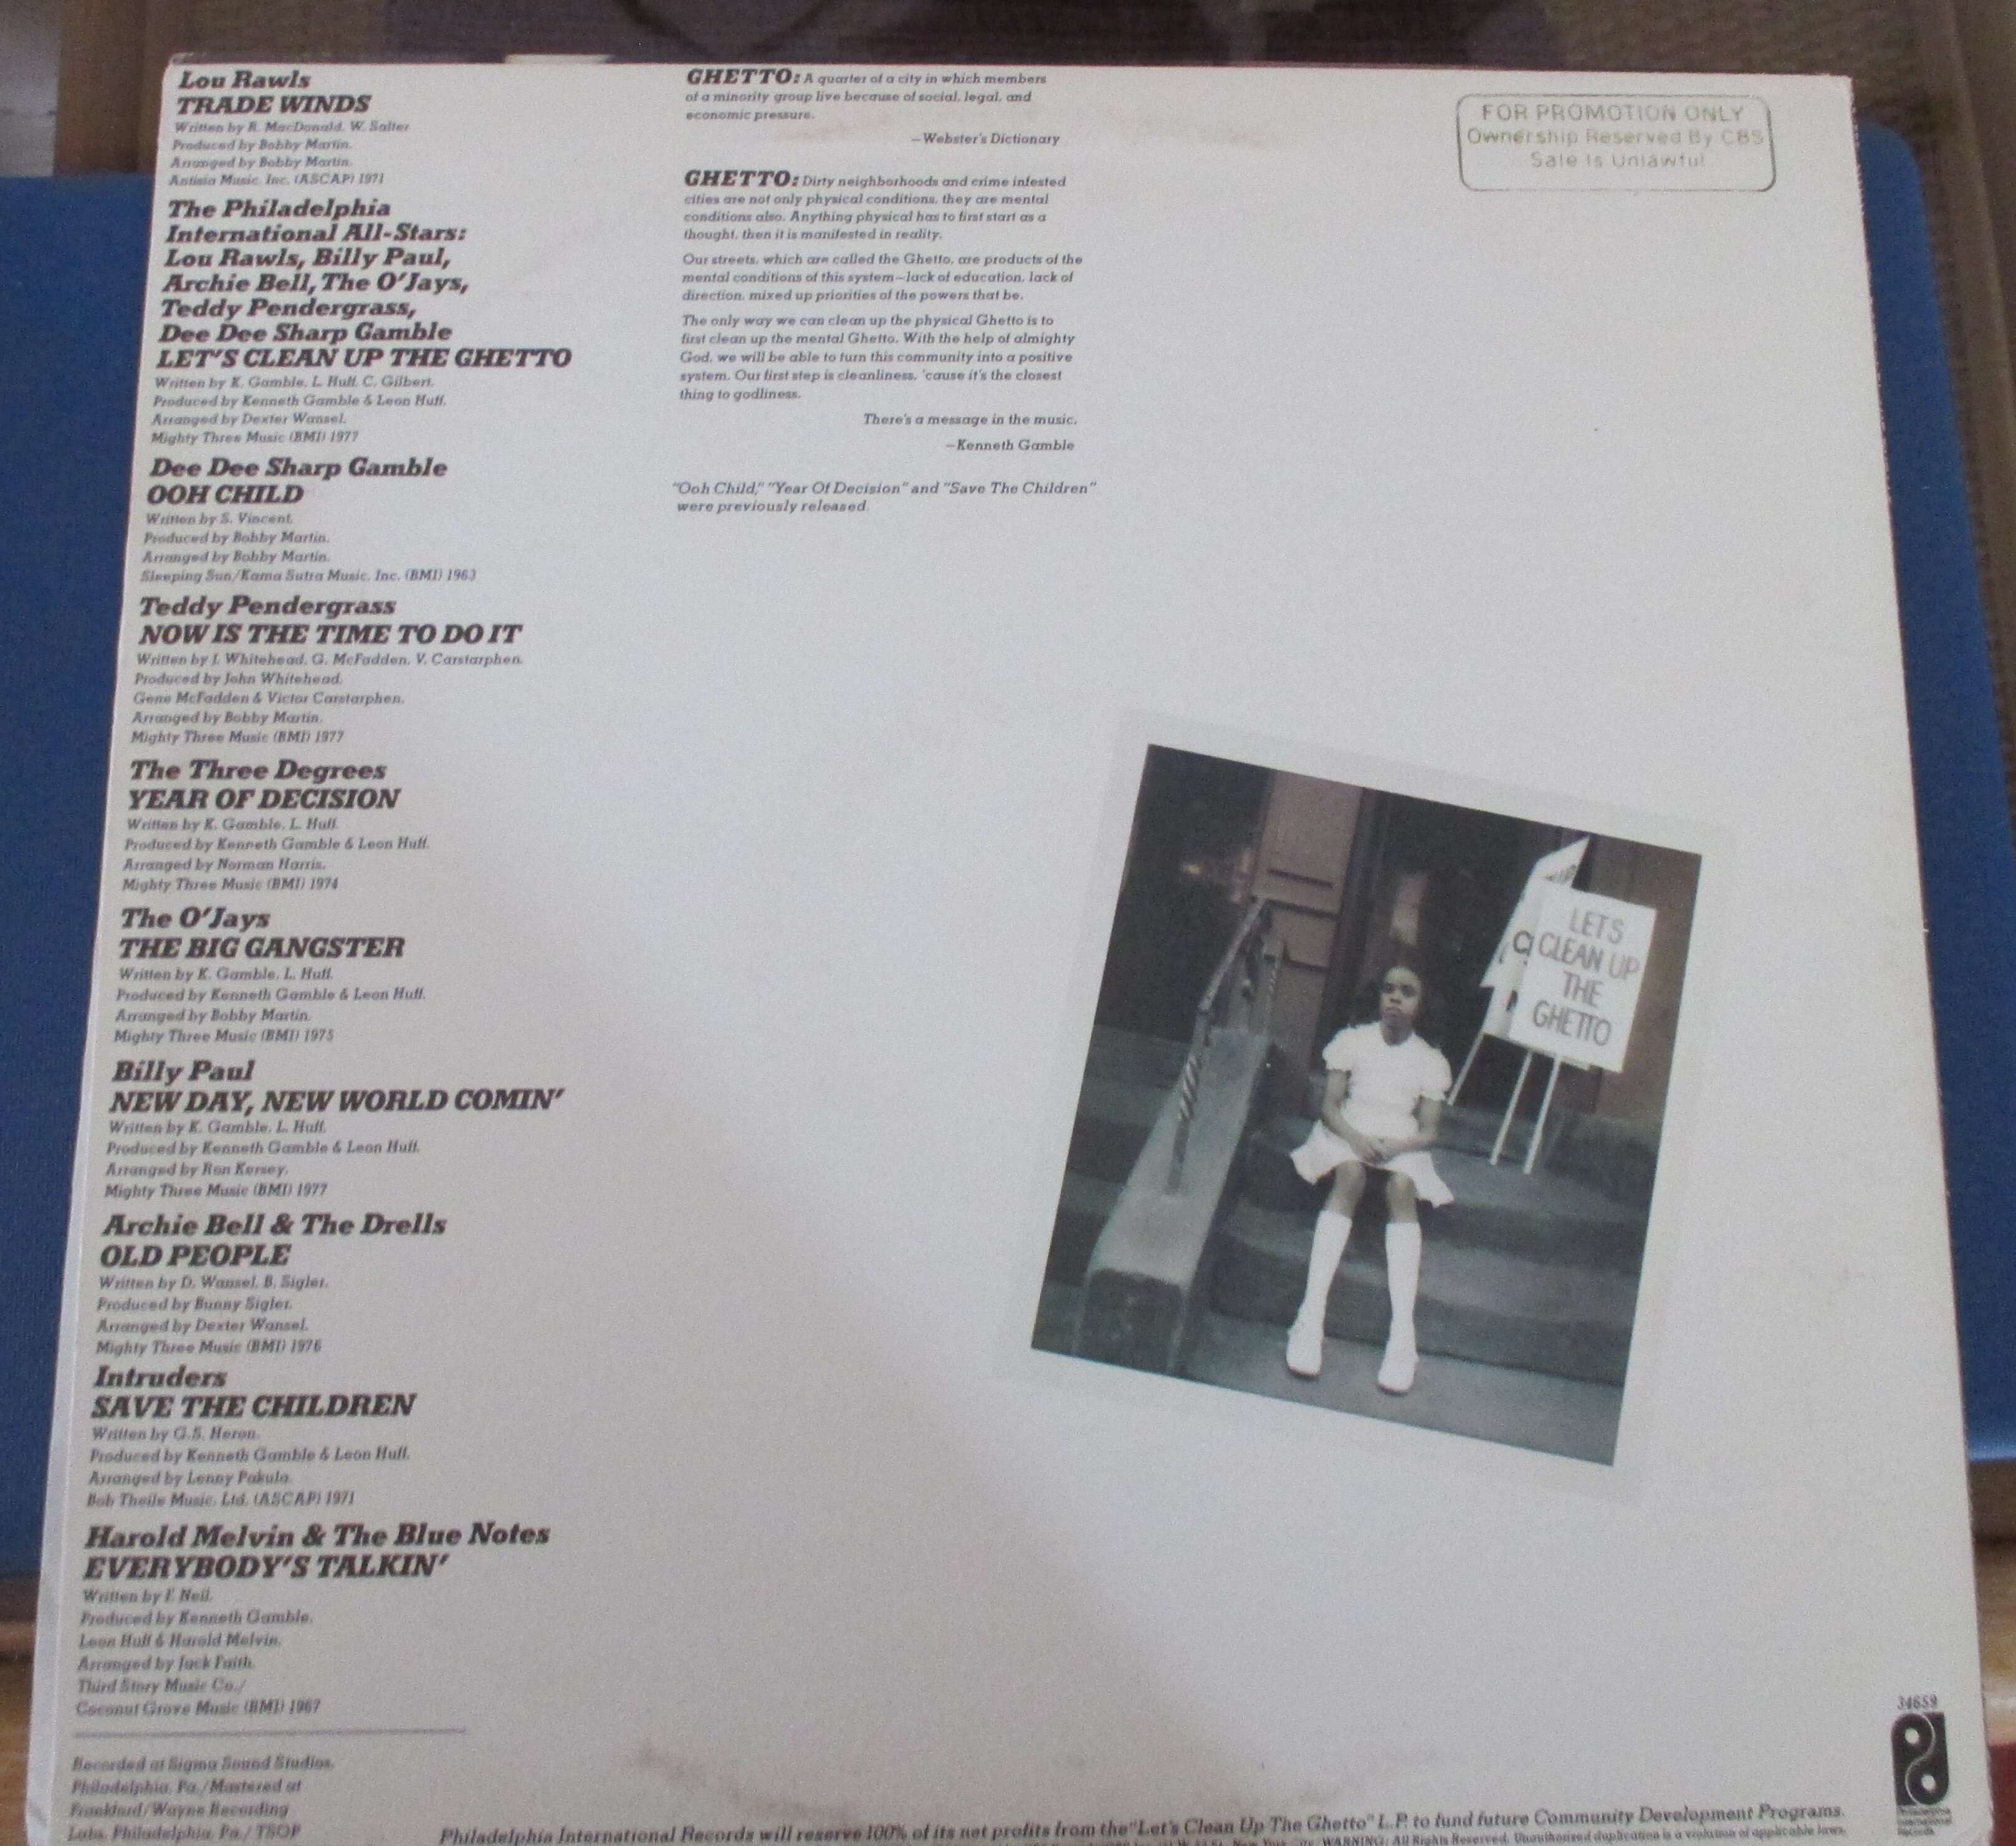 Lou Rawls
TRADE WINDS
Written by R. MacDonald, W. Salter
Produced by Bobby Martin.
Arranged by Bobby Martin.
Antisia Music, Inc. (ASCAP) 1971
The Philadelphia
International All-Stars:
Lou Rawls, Billy Paul,
Archie Bell, The O'Jays,
Teddy Pendergrass,
Dee Dee Sharp Gamble
LET'S CLEAN UP THE GHETTO
Written by K. Gamble, L. Huff, C. Gilbert.
Produced by Kenneth Gamble & Leon Huff.
Arranged by Dexter Wansel.
Mighty Three Music (BMI) 1977
Dee Dee Sharp Gamble
OOH CHILD
Written by S. Vincent.
Produced by Bobby Martin.
Arranged by Bobby Martin.
Sleeping Sun/Kama Sutra Music, Inc. (BMI) 1963
Teddy Pendergrass
NOW IS THE TIME TO DO IT
Written by J. Whitehead, G. McFadden, V. Carstarphen.
Produced by John Whitehead,
Gene McFadden & Victor Carstarphen.
Arranged by Bobby Martin.
Mighty Three Music (BMI) 1977
The Three Degrees
YEAR OF DECISION
Written by K. Gamble, L. Huff.
Produced by Kenneth Gamble & Leon Huff.
Arranged by Norman Harris.
Mighty Three Music (BMI) 1974
The O'Jays
THE BIG GANGSTER
Written by K. Gamble, L. Huff.
Produced by Kenneth Gamble & Leon Huff.
Arranged by Bobby Martin.
Mighty Three Music (BMI) 1975
Billy Paul
NEW DAY, NEW WORLD COMIN'
Written by K. Gamble, L. Huff.
Produced by Kenneth Gamble & Leon Huff.
Arranged by Ron Kersey.
Mighty Three Music (BMI) 1977
Archie Bell & The Drells
OLD PEOPLE
Written by D. Wansel, B. Sigler.
Produced by Bunny Sigler.
Arranged by Dexter Wansel.
Mighty Three Music (BMI) 1976
Intruders
SAVE THE CHILDREN
Written by G.S. Heron.
Produced by Kenneth Gamble & Leon Huff.
Arranged by Lenny Pakula.
Bob Theile Music, Ltd. (ASCAP) 1971
Harold Melvin & The Blue Notes
EVERYBODY'S TALKIN'
Written by F. Neil.
Produced by Kenneth Gamble,
Leon Huff & Harold Melvin.
Arranged by Jack Faith.
Third Story Music Co./
Coconut Grove Music (BMI) 1967
Recorded at Sigma Sound Studios,
Philadelphia, Pa./Mastered at
Frankford/Wayne Recording
Labs, Philadelphia, Pa./TSOP
GHETTO: A quarter of a city in which members
of a minority group live because of social, legal, and
economic pressure.
—Webster's Dictionary
GHETTO: Dirty neighborhoods and crime infested
cities are not only physical conditions, they are mental
conditions also. Anything physical has to first start as a
thought, then it is manifested in reality.
Our streets, which are called the Ghetto, are products of the
mental conditions of this system—lack of education, lack of
direction, mixed up priorities of the powers that be.
The only way we can clean up the physical Ghetto is to
first clean up the mental Ghetto. With the help of almighty
God, we will be able to turn this community into a positive
system. Our first step is cleanliness, 'cause it's the closest
thing to godliness.
There's a message in the music,
—Kenneth Gamble
"Ooh Child," "Year Of Decision" and "Save The Children"
were previously released.
FOR PROMOTION ONLY
Ownership Reserved By CBS
Sale Is Unlawful
LETS
CLEAN UP
THE
GHETTO
34659
Philadelphia
International
Records
Philadelphia International Records will reserve 100% of its net profits from the "Let's Clean Up The Ghetto" L.P. to fund future Community Development Programs.
WARNING: All Rights Reserved. Unauthorized duplication is a violation of applicable laws.